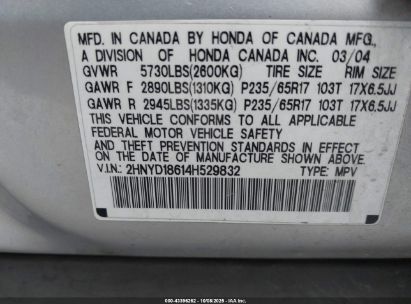 MFD. IN CANADA BY HONDA OF CANADA MFG.,
A DIVISION OF HONDA CANADA INC. 03/04
GVWR 5730LBS(2600KG) TIRE SIZE RIM SIZE
GAWR F 2890LBS(1310KG) P235/65R17 103T 17X6.5JJ
GAWR R 2945LBS(1335KG) P235/65R17 103T 17X6.5JJ
THIS VEHICLE CONFORMS TO ALL APPLICABLE
FEDERAL MOTOR VEHICLE SAFETY
AND THEFT PREVENTION STANDARDS IN EFFECT ON
THE DATE OF MANUFACTURE SHOWN ABOVE.
V.I.N.: 2HNYD18614H529832 TYPE: MPV